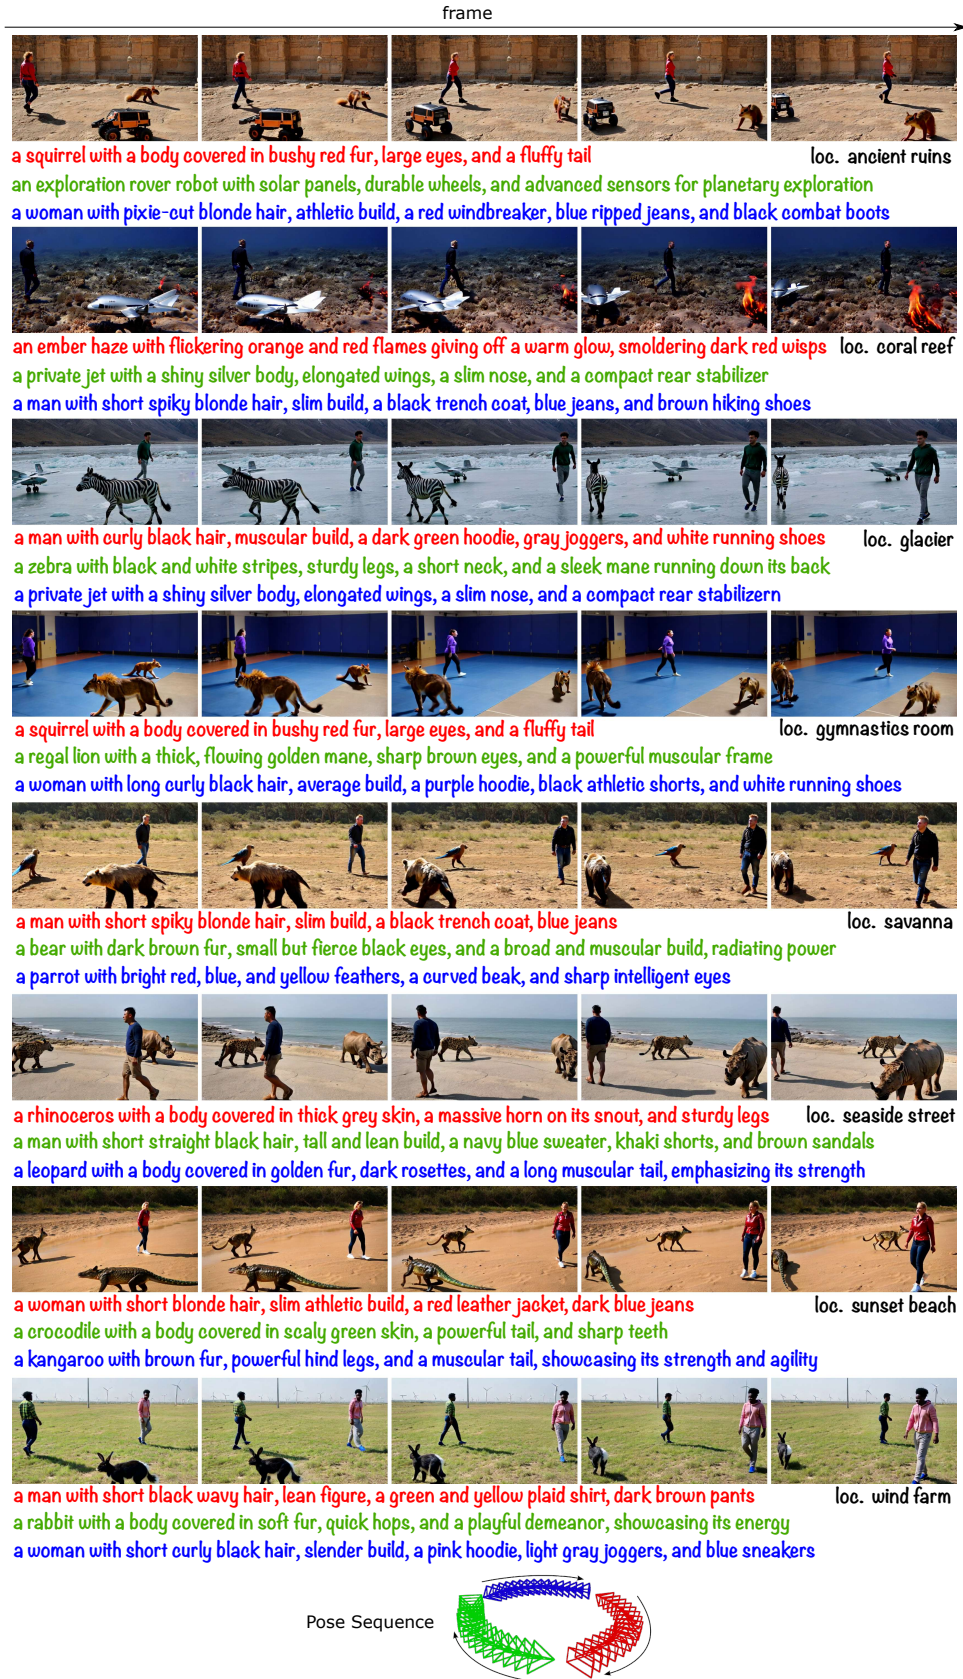 frame
a squirrel with a body covered in bushy red fur, large eyes, and a fluffy tail loc. ancient ruins
an exploration rover robot with solar panels, durable wheels, and advanced sensors for planetary exploration
a woman with pixie-cut blonde hair, athletic build, a red windbreaker, blue ripped jeans, and black combat boots
an ember haze with flickering orange and red flames giving off a warm glow, smoldering dark red wisps loc. coral reef
a private jet with a shiny silver body, elongated wings, a slim nose, and a compact rear stabilizer
a man with short spiky blonde hair, slim build, a black trench coat, blue jeans, and brown hiking shoes
a man with curly black hair, muscular build, a dark green hoodie, gray joggers, and white running shoes loc. glacier
a zebra with black and white stripes, sturdy legs, a short neck, and a sleek mane running down its back
a private jet with a shiny silver body, elongated wings, a slim nose, and a compact rear stabilizern
a squirrel with a body covered in bushy red fur, large eyes, and a fluffy tail loc. gymnastics room
a regal lion with a thick, flowing golden mane, sharp brown eyes, and a powerful muscular frame
a woman with long curly black hair, average build, a purple hoodie, black athletic shorts, and white running shoes
a man with short spiky blonde hair, slim build, a black trench coat, blue jeans loc. savanna
a bear with dark brown fur, small but fierce black eyes, and a broad and muscular build, radiating power
a parrot with bright red, blue, and yellow feathers, a curved beak, and sharp intelligent eyes
a rhinoceros with a body covered in thick grey skin, a massive horn on its snout, and sturdy legs loc. seaside street
a man with short straight black hair, tall and lean build, a navy blue sweater, khaki shorts, and brown sandals
a leopard with a body covered in golden fur, dark rosettes, and a long muscular tail, emphasizing its strength
a woman with short blonde hair, slim athletic build, a red leather jacket, dark blue jeans loc. sunset beach
a crocodile with a body covered in scaly green skin, a powerful tail, and sharp teeth
a kangaroo with brown fur, powerful hind legs, and a muscular tail, showcasing its strength and agility
a man with short black wavy hair, lean figure, a green and yellow plaid shirt, dark brown pants loc. wind farm
a rabbit with a body covered in soft fur, quick hops, and a playful demeanor, showcasing its energy
a woman with short curly black hair, slender build, a pink hoodie, light gray joggers, and blue sneakers
Pose Sequence